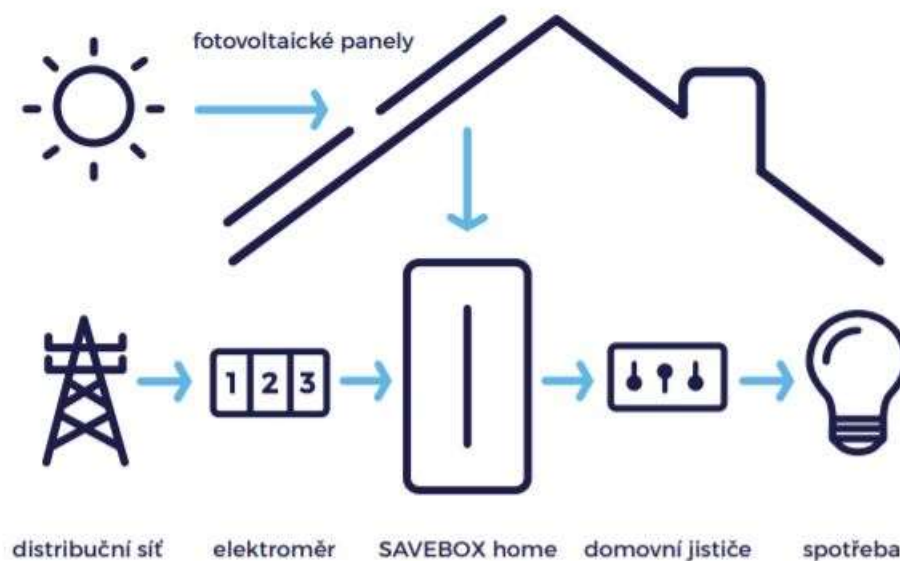 fotovoltaické panely
1 2 3
distribuční síť elektroměr SAVEBOX home domovní jističe spotřeba